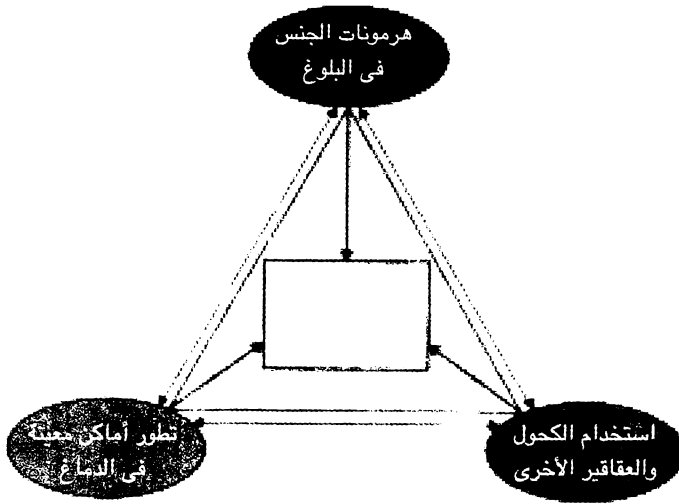 هرمونات الجنس
فى البلوغ
تطور أماكن معينة
فى الدماغ
استخدام الكحول
والعقاقير الأخرى